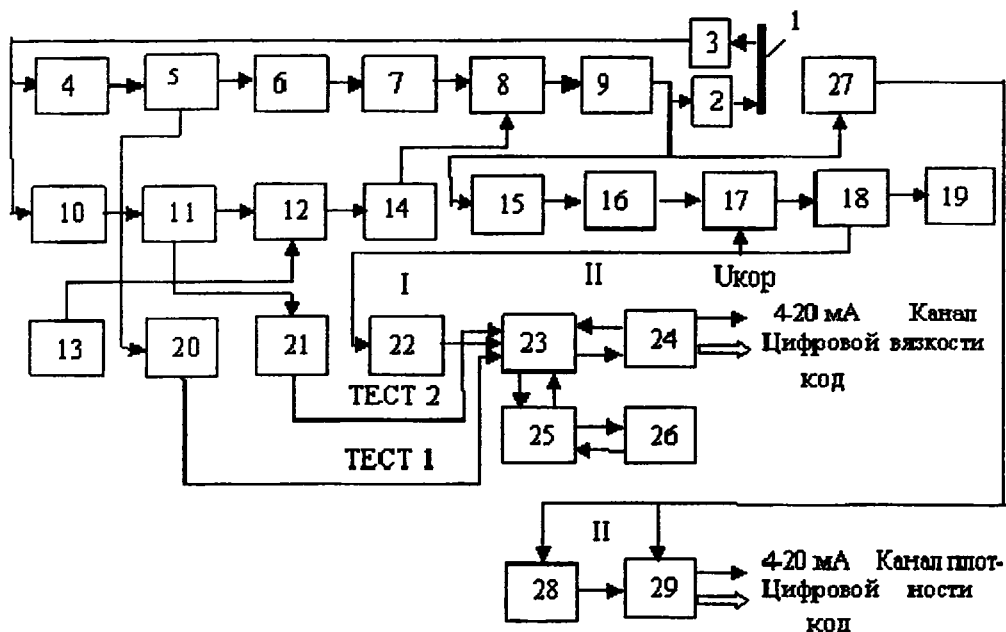 1
3
4
5
6
7
8
9
2
27
10
11
12
14
15
16
17
18
19
I
II
Uкор
13
20
21
22
23
24
4-20 мА Канал
Цифровой вязкости
код
ТЕСТ 2
25
26
ТЕСТ 1
II
28
29
4-20 мА Канал плот-
Цифровой ности
код